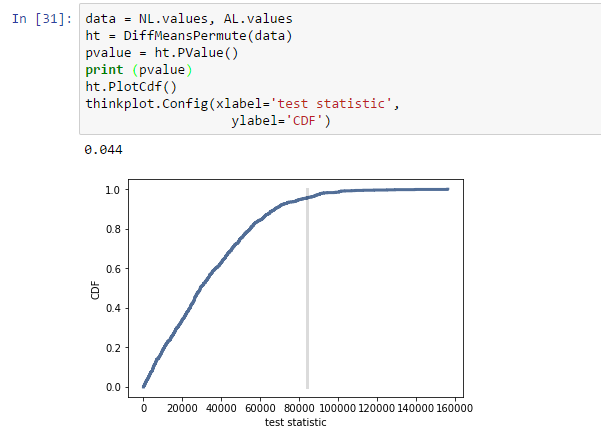 In [31]: data = NL.values, AL.values
ht = DiffMeansPermute(data)
pvalue = ht.PValue()
print (pvalue)
ht.PlotCdf()
thinkplot.Config(xlabel='test statistic',
ylabel='CDF')
0.044
1.0
0.8
0.6
0.4
0.2
0.0
CDF
0 20000 40000 60000 80000 100000 120000 140000 160000
test statistic